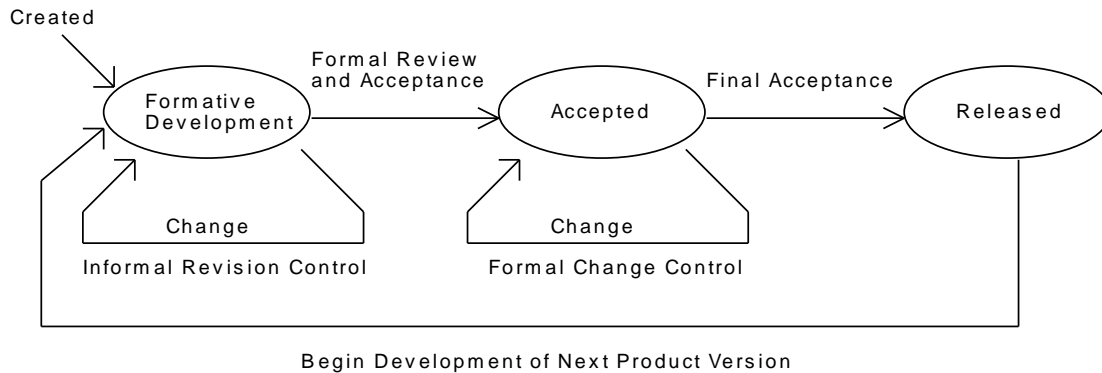 Created
Formal Review
and Acceptance
Final Acceptance
Formative
Development
Accepted
Released
Change
Change
Informal Revision Control
Formal Change Control
Begin Development of Next Product Version